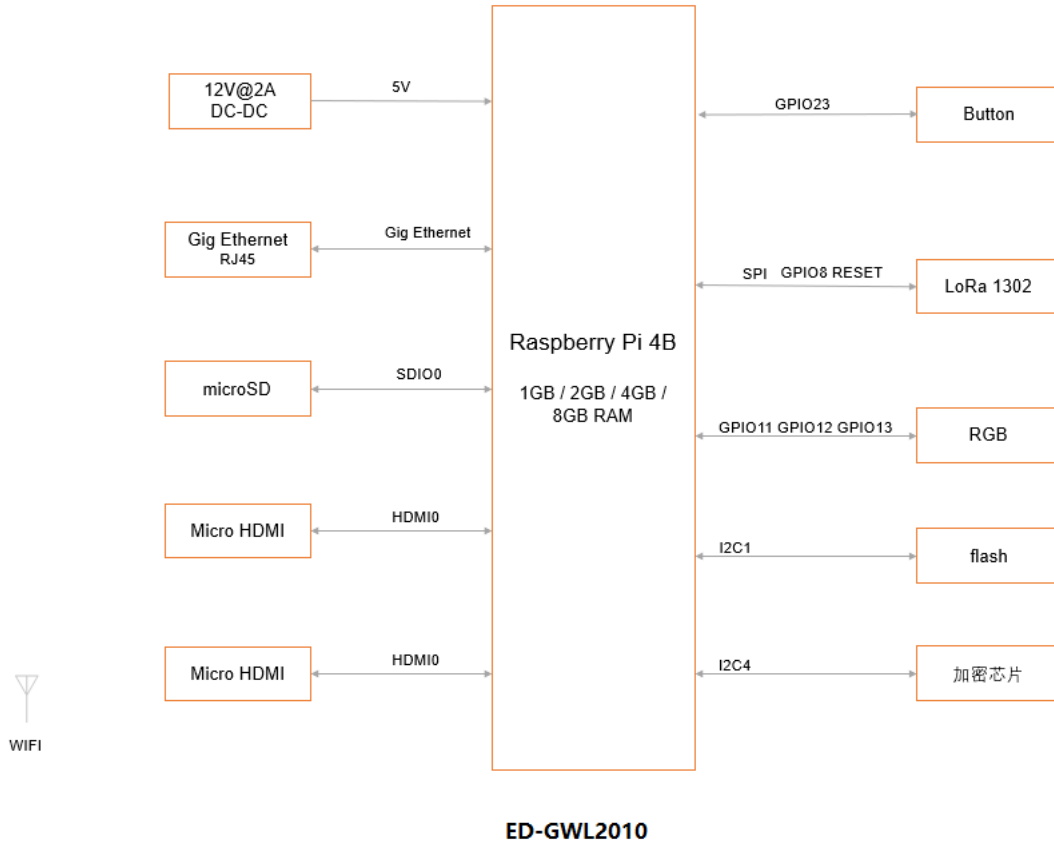 12V@2A
DC-DC
5V
GPIO23
Button
Gig Ethernet
RJ45
Gig Ethernet
SPI GPIO8 RESET
LoRa 1302
Raspberry Pi 4B
1GB / 2GB / 4GB /
8GB RAM
microSD
SDIO0
GPIO11 GPIO12 GPIO13
RGB
Micro HDMI
HDMI0
I2C1
flash
Micro HDMI
HDMI0
I2C4
加密芯片
WIFI
ED-GWL2010